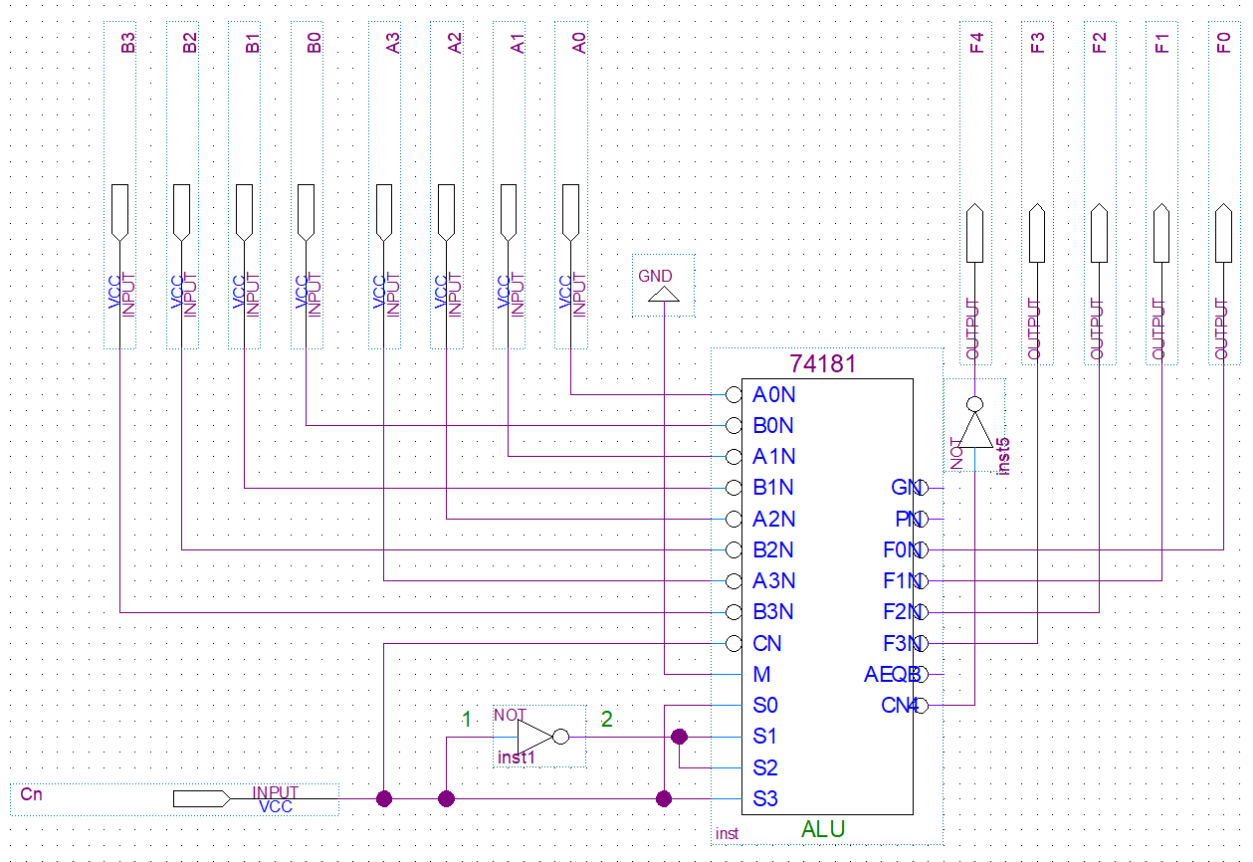 B3 B2 B1 B0 A3 A2 A1 A0 F4 F3 F2 F1 F0
VCC VCC VCC VCC VCC VCC VCC VCC
INPUT INPUT INPUT INPUT INPUT INPUT INPUT INPUT
GND
OUTPUT OUTPUT OUTPUT OUTPUT OUTPUT
74181
A0N
B0N
A1N
B1N GN
A2N PN
B2N F0N
A3N F1N
B3N F2N
CN F3N
M AEQB
S0 CN4
S1
S2
S3
NOT
inst5
1 NOT 2
inst1
Cn INPUT
VCC
inst ALU